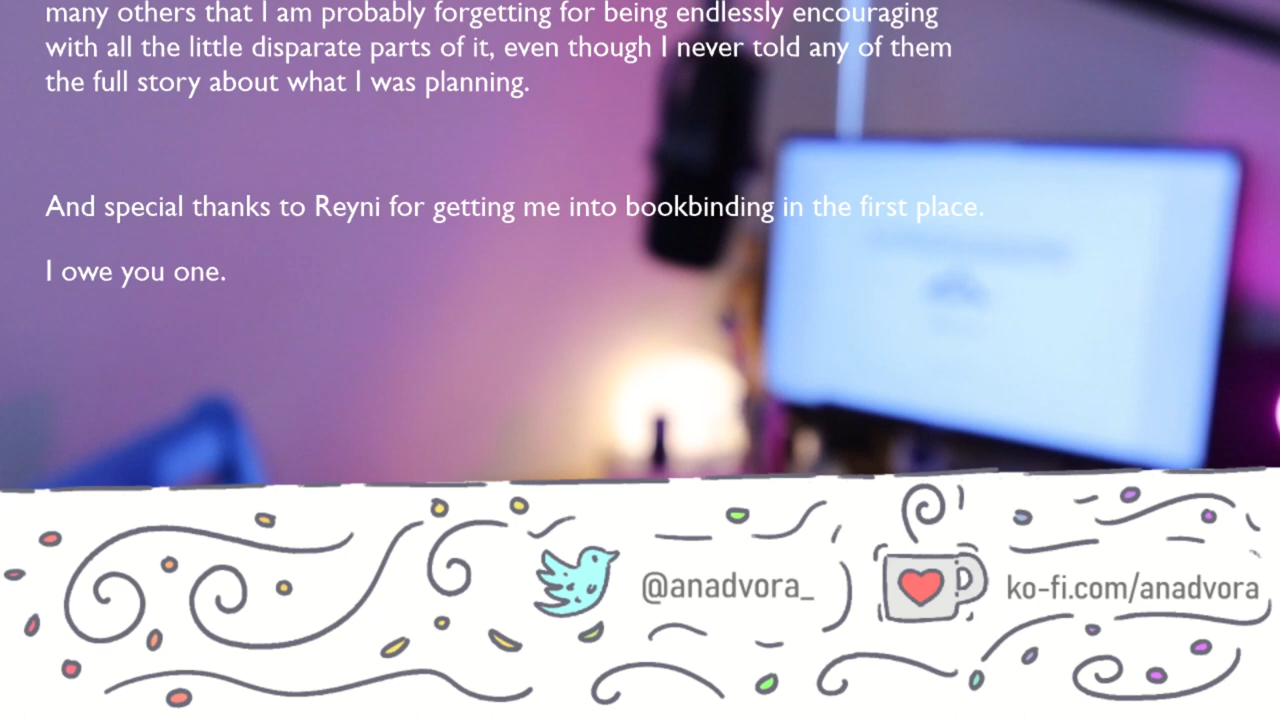 many others that I am probably forgetting for being endlessly encouraging
with all the little disparate parts of it, even though I never told any of them
the full story about what I was planning.
And special thanks to Reyni for getting me into bookbinding in the first place.
I owe you one.
@anadvora_
ko-fi.com/anadvora